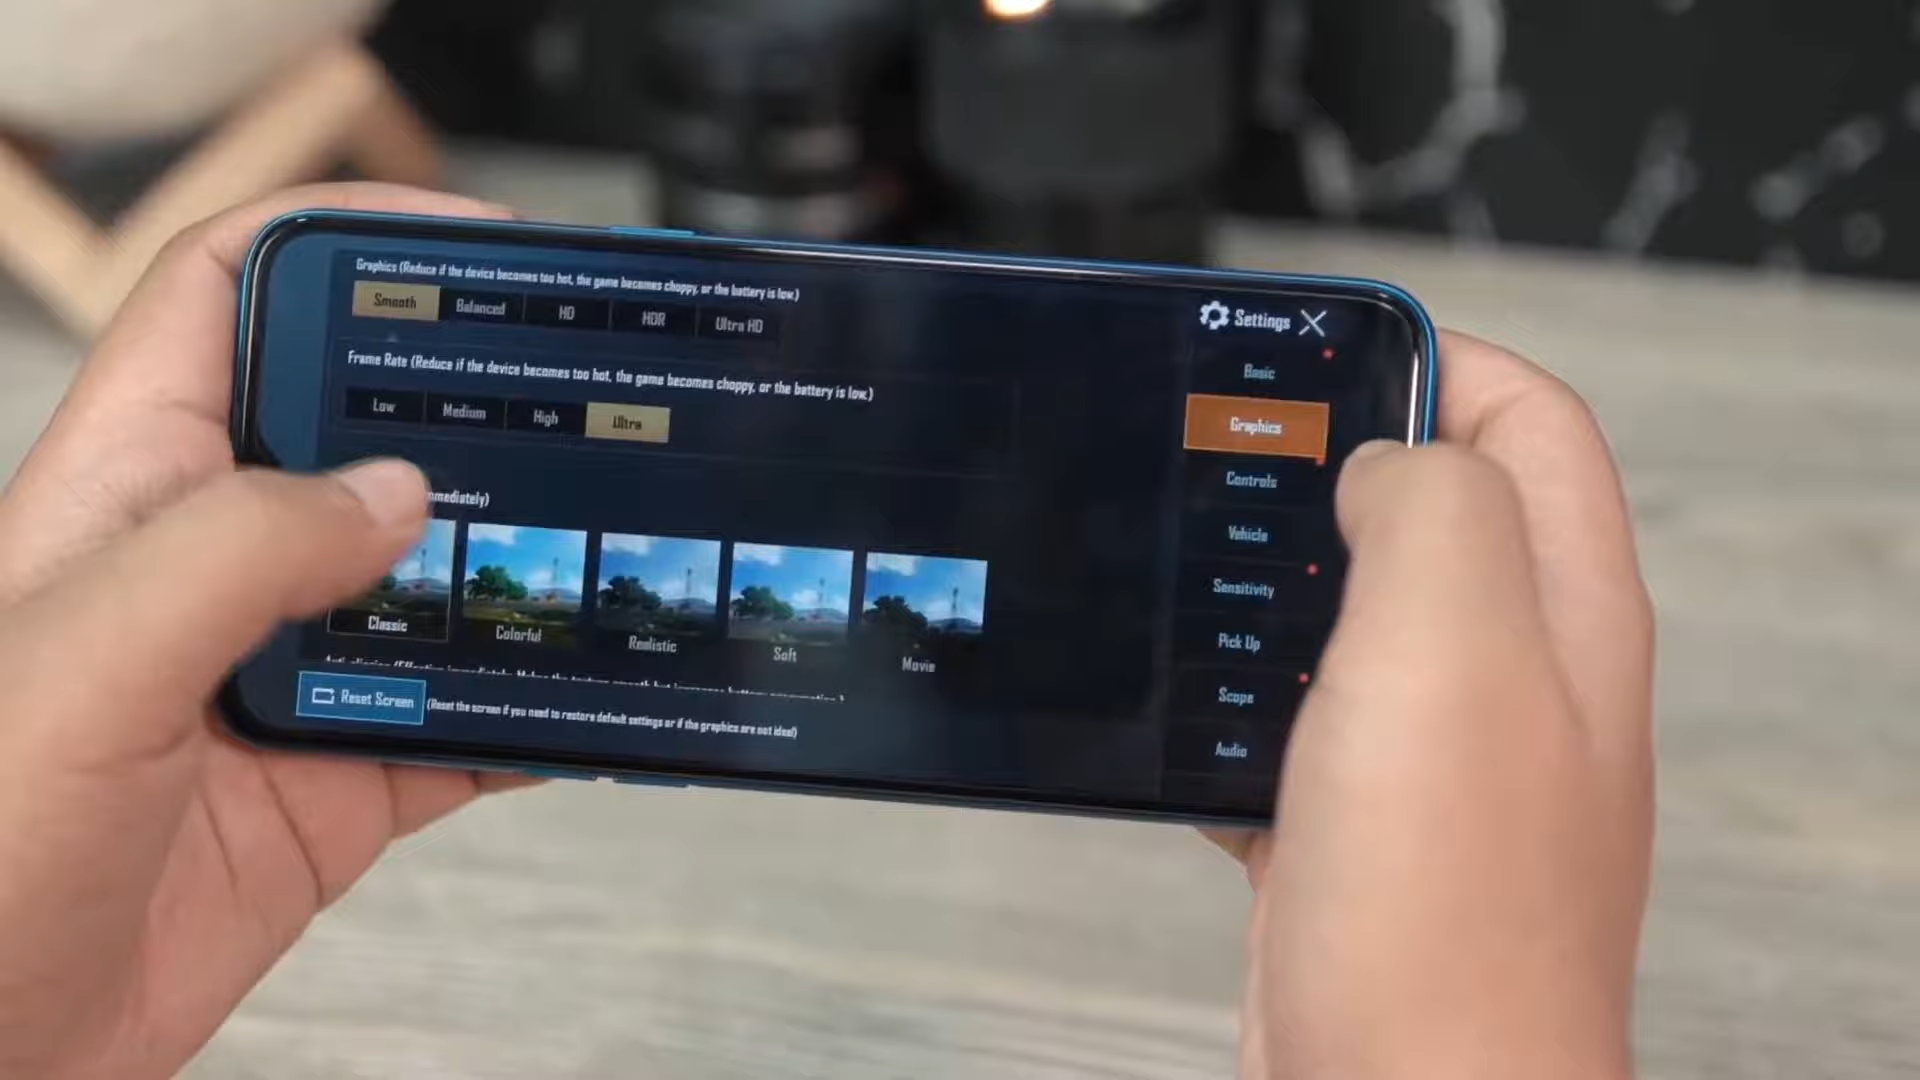 Graphics (Reduce if the device becomes too hot, the game becomes choppy, or the battery is low.)
Smooth Balanced HD HDR Ultra HD
Frame Rate (Reduce if the device becomes too hot, the game becomes choppy, or the battery is low.)
Low Medium High Ultra
mmediately)
Classic Colorful Realistic Soft Movie
Reset Screen (Reset the screen if you need to restore default settings or if the graphics are not ideal)
Settings
Basic
Graphics
Controls
Vehicle
Sensitivity
Pick Up
Scope
Audio